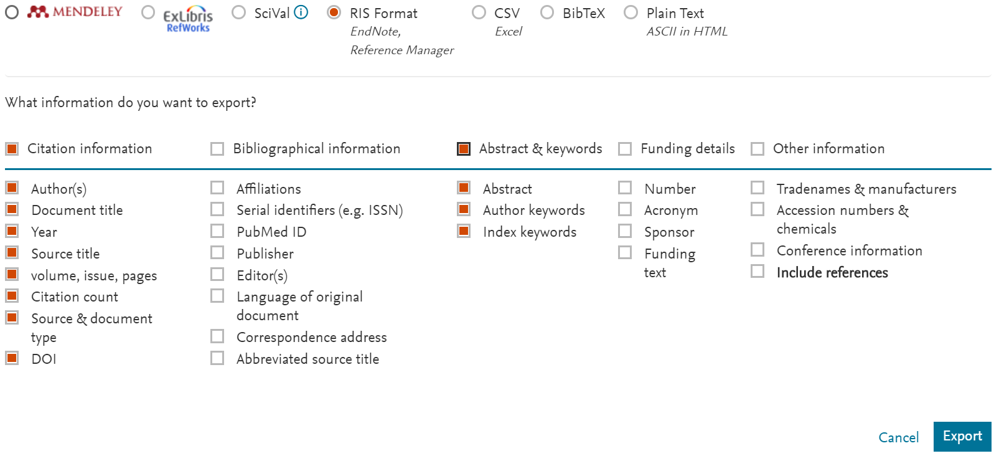 MENDELEY
ExLibris
RefWorks
SciVal
RIS Format
EndNote,
Reference Manager
CSV
Excel
BibTeX
Plain Text
ASCII in HTML
What information do you want to export?
Citation information
Author(s)
Document title
Year
Source title
volume, issue, pages
Citation count
Source & document
type
DOI
Bibliographical information
Affiliations
Serial identifiers (e.g. ISSN)
PubMed ID
Publisher
Editor(s)
Language of original
document
Correspondence address
Abbreviated source title
Abstract & keywords
Abstract
Author keywords
Index keywords
Funding details
Number
Acronym
Sponsor
Funding
text
Other information
Tradenames & manufacturers
Accession numbers &
chemicals
Conference information
Include references
Cancel
Export